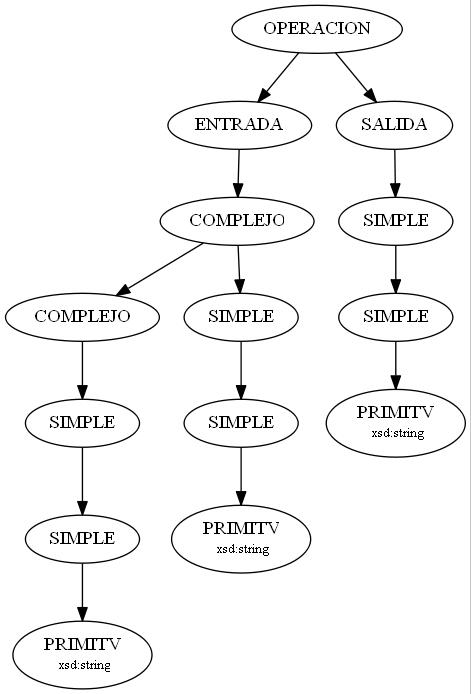 OPERACION
ENTRADA
SALIDA
COMPLEJO
SIMPLE
COMPLEJO
SIMPLE
SIMPLE
SIMPLE
SIMPLE
PRIMITV
xsd:string
SIMPLE
PRIMITV
xsd:string
PRIMITV
xsd:string